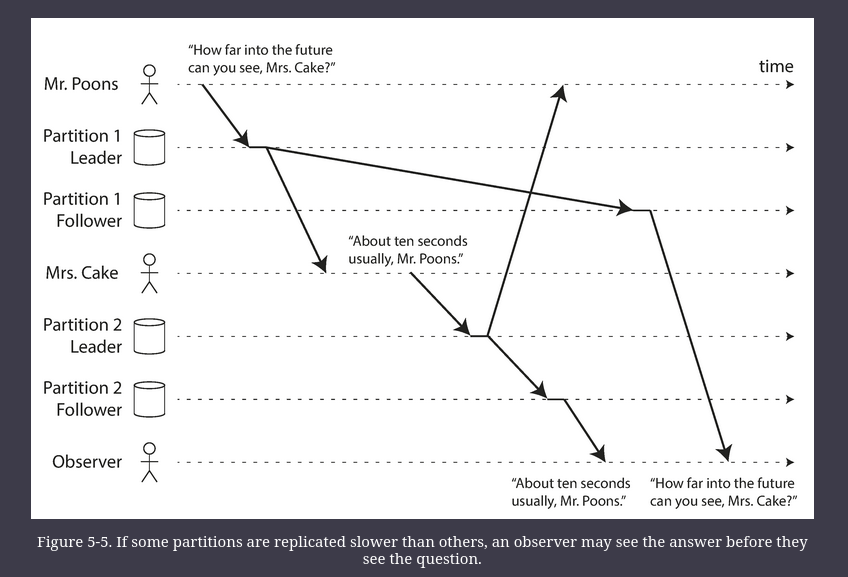 “How far into the future
can you see, Mrs. Cake?”
time
Mr. Poons
Partition 1
Leader
Partition 1
Follower
“About ten seconds
usually, Mr. Poons.”
Mrs. Cake
Partition 2
Leader
Partition 2
Follower
Observer
“About ten seconds
usually, Mr. Poons.”
“How far into the future
can you see, Mrs. Cake?”
Figure 5-5. If some partitions are replicated slower than others, an observer may see the answer before they
see the question.